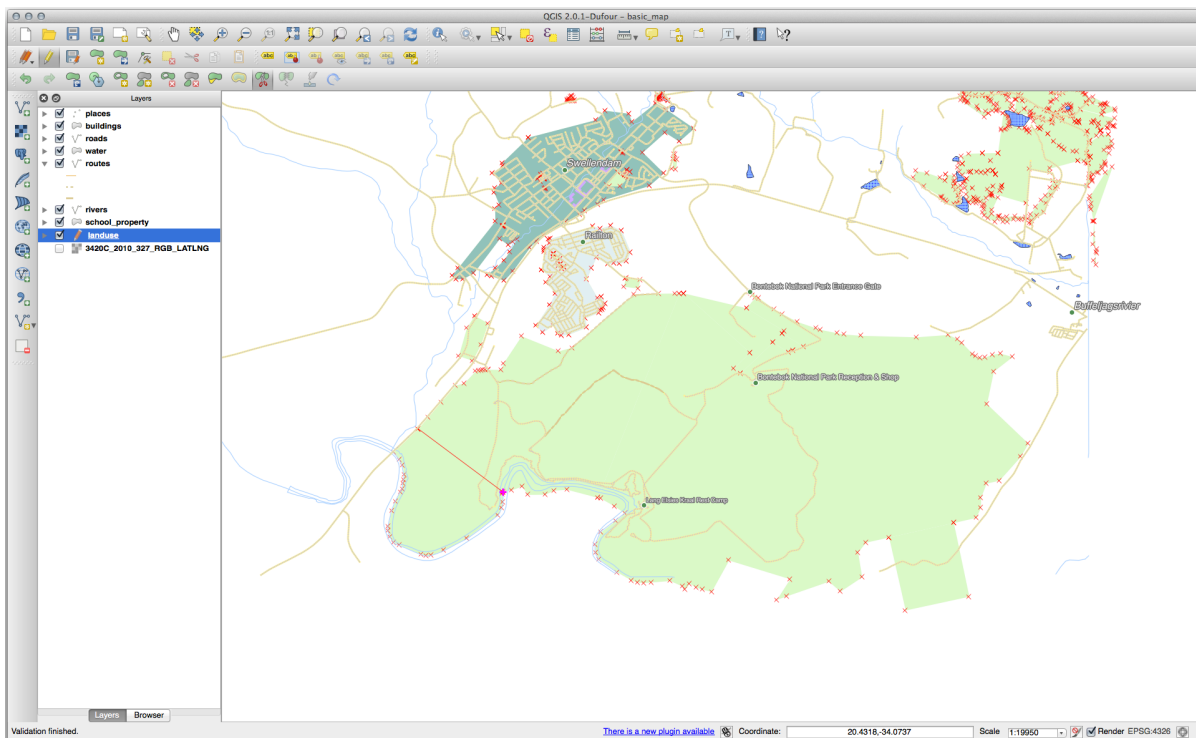 QGIS 2.0.1-Dufour – basic_map
Layers
places
buildings
roads
water
routes
rivers
school_property
landuse
3420C_2010_327_RGB_LATLNG
Swellendam
Railton
Bontebok National Park Entrance Gate
Buffeljagsrivier
Bontebok National Park Reception & Shop
Lang Elsies Kraal Rest Camp
Layers
Browser
Validation finished.
There is a new plugin available
Coordinate:
20.4318,-34.0737
Scale
1:19950
Render
EPSG:4326